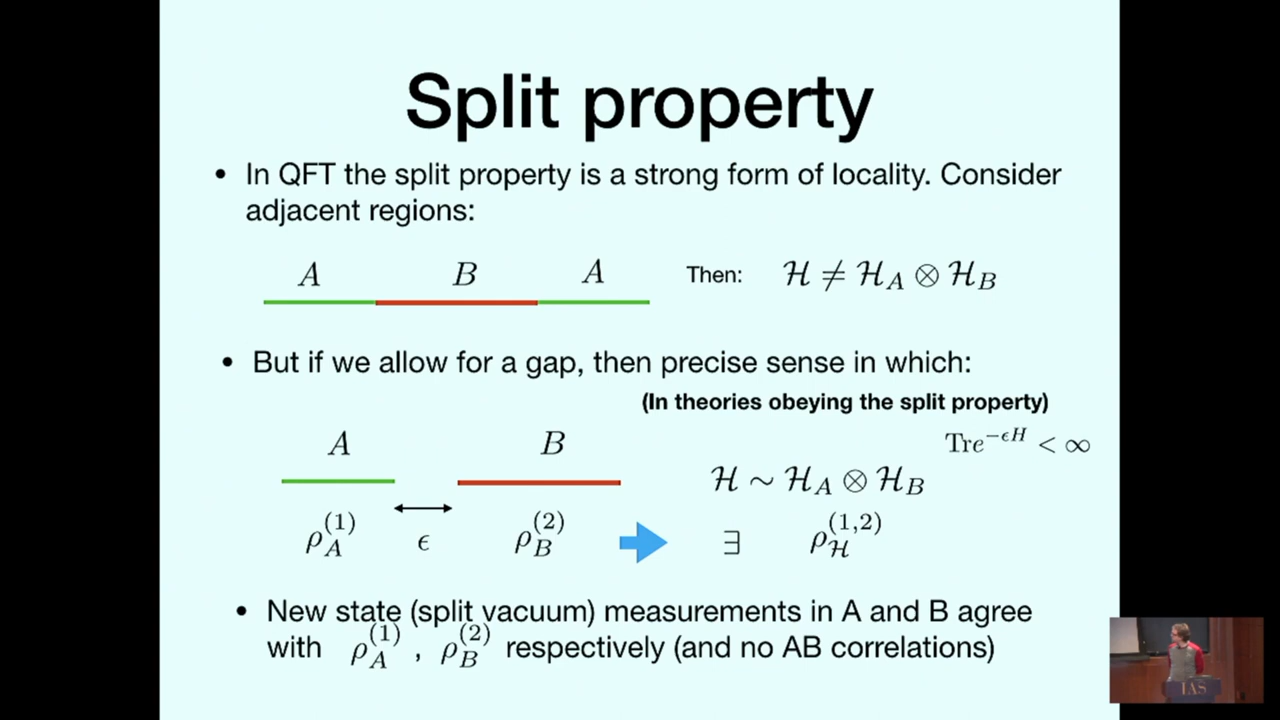 Split property
• In QFT the split property is a strong form of locality. Consider
adjacent regions:
A B A Then: ℋ ≠ ℋ_A ⊗ ℋ_B
• But if we allow for a gap, then precise sense in which:
(In theories obeying the split property)
A B Tre^{-ϵH} < ∞
ℋ ∼ ℋ_A ⊗ ℋ_B
ρ_A^{(1)} ϵ ρ_B^{(2)} ∃ ρ_ℋ^{(1,2)}
• New state (split vacuum) measurements in A and B agree
with ρ_A^{(1)} , ρ_B^{(2)} respectively (and no AB correlations)
IAS